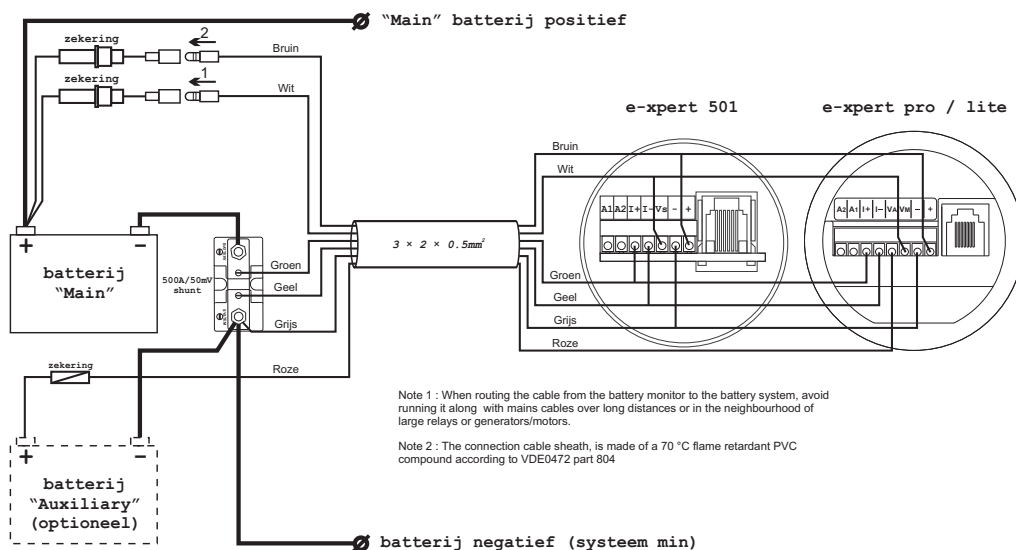 "Main" batterij positief
zekering
2
Bruin
zekering
1
Wit
e-xpert 501
e-xpert pro / lite
Bruin
Wit
A1 A2 I+ I- Vs - +
A2 A1 I+ I- VA VM - +
+ -
batterij
"Main"
500A/50mV
shunt
Groen
Geel
Grijs
3 × 2 × 0.5mm²
Groen
Geel
Grijs
Roze
zekering
Roze
Note 1 : When routing the cable from the battery monitor to the battery system, avoid
running it along with mains cables over long distances or in the neighbourhood of
large relays or generators/motors.
Note 2 : The connection cable sheath, is made of a 70 °C flame retardant PVC
compound according to VDE0472 part 804
+ -
batterij
"Auxiliary"
(optioneel)
batterij negatief (systeem min)